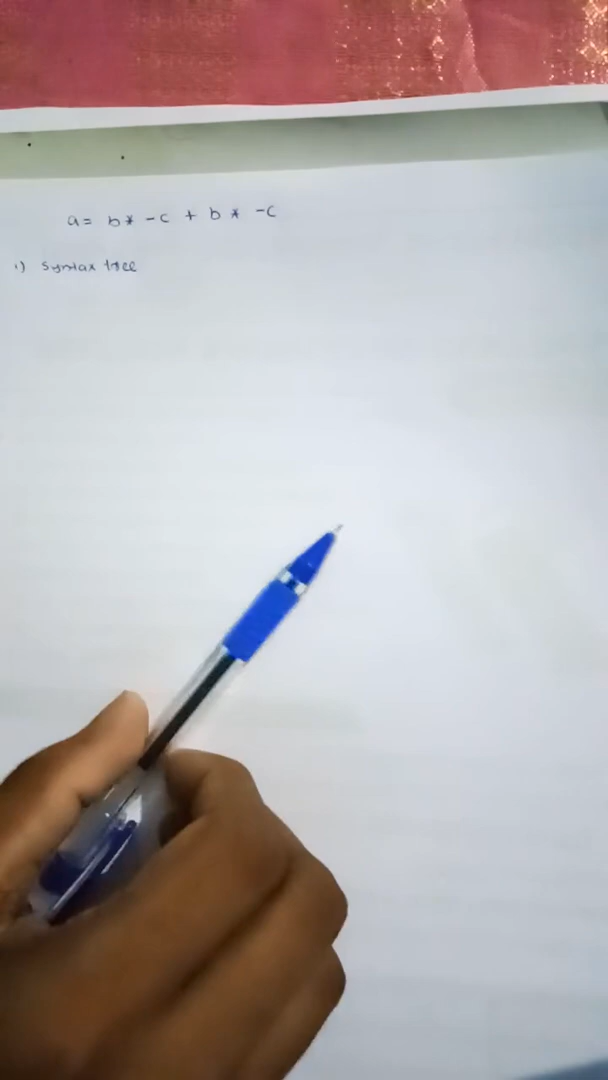 a = b * -c + b * -c
1) Syntax tree